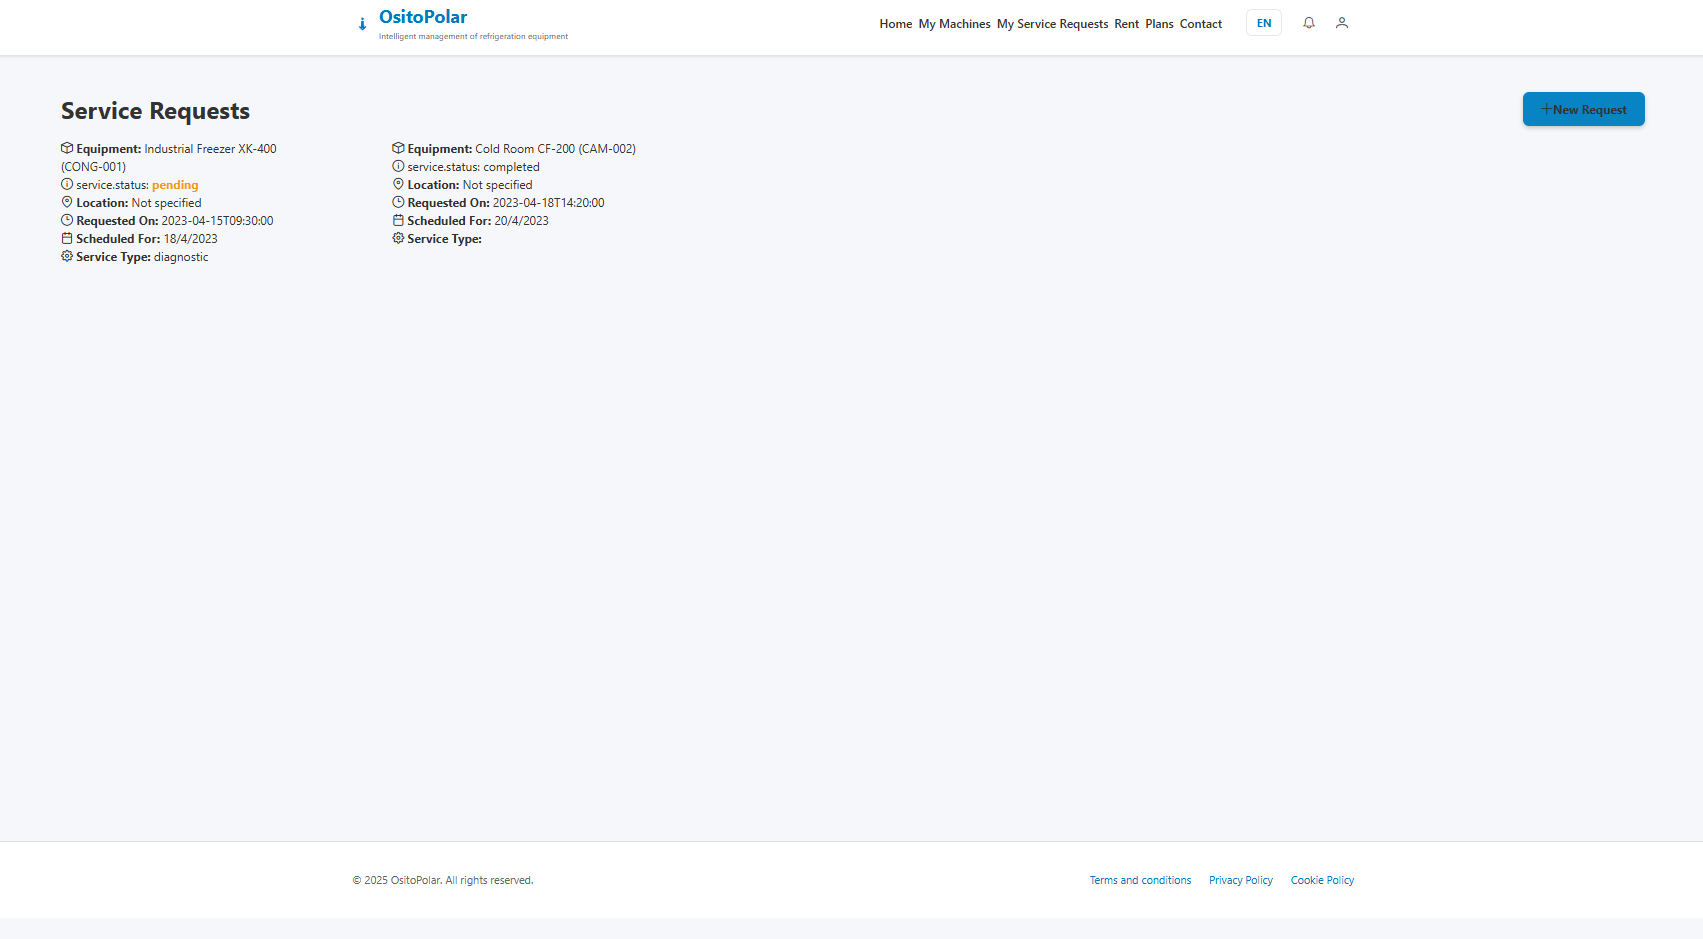 OsitoPolar
Intelligent management of refrigeration equipment
Home My Machines My Service Requests Rent Plans Contact EN
Service Requests
New Request
Equipment: Industrial Freezer XK-400
(CONG-001)
service.status: pending
Location: Not specified
Requested On: 2023-04-15T09:30:00
Scheduled For: 18/4/2023
Service Type: diagnostic
Equipment: Cold Room CF-200 (CAM-002)
service.status: completed
Location: Not specified
Requested On: 2023-04-18T14:20:00
Scheduled For: 20/4/2023
Service Type:
© 2025 OsitoPolar. All rights reserved.
Terms and conditions Privacy Policy Cookie Policy